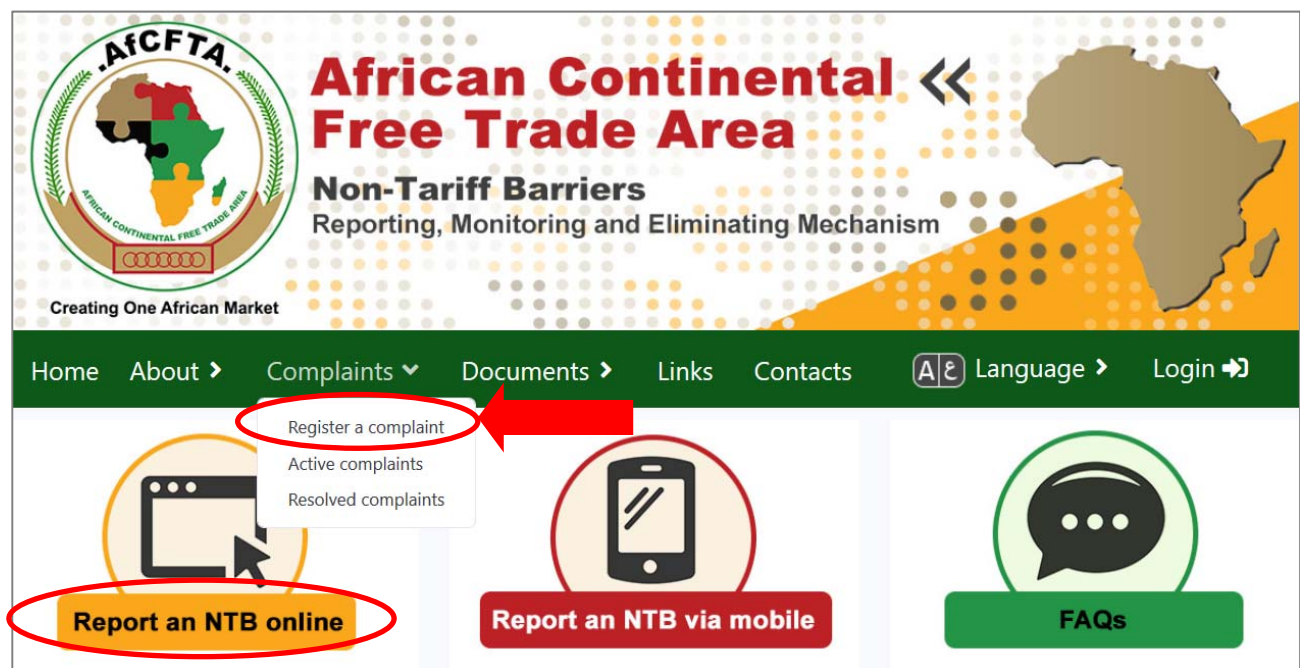 .AfCFTA.
AFRICAN CONTINENTAL FREE TRADE AREA
Creating One African Market
African Continental
Free Trade Area
Non-Tariff Barriers
Reporting, Monitoring and Eliminating Mechanism
Home About Complaints Documents Links Contacts A ع Language Login
Register a complaint
Active complaints
Resolved complaints
Report an NTB online
Report an NTB via mobile
FAQs